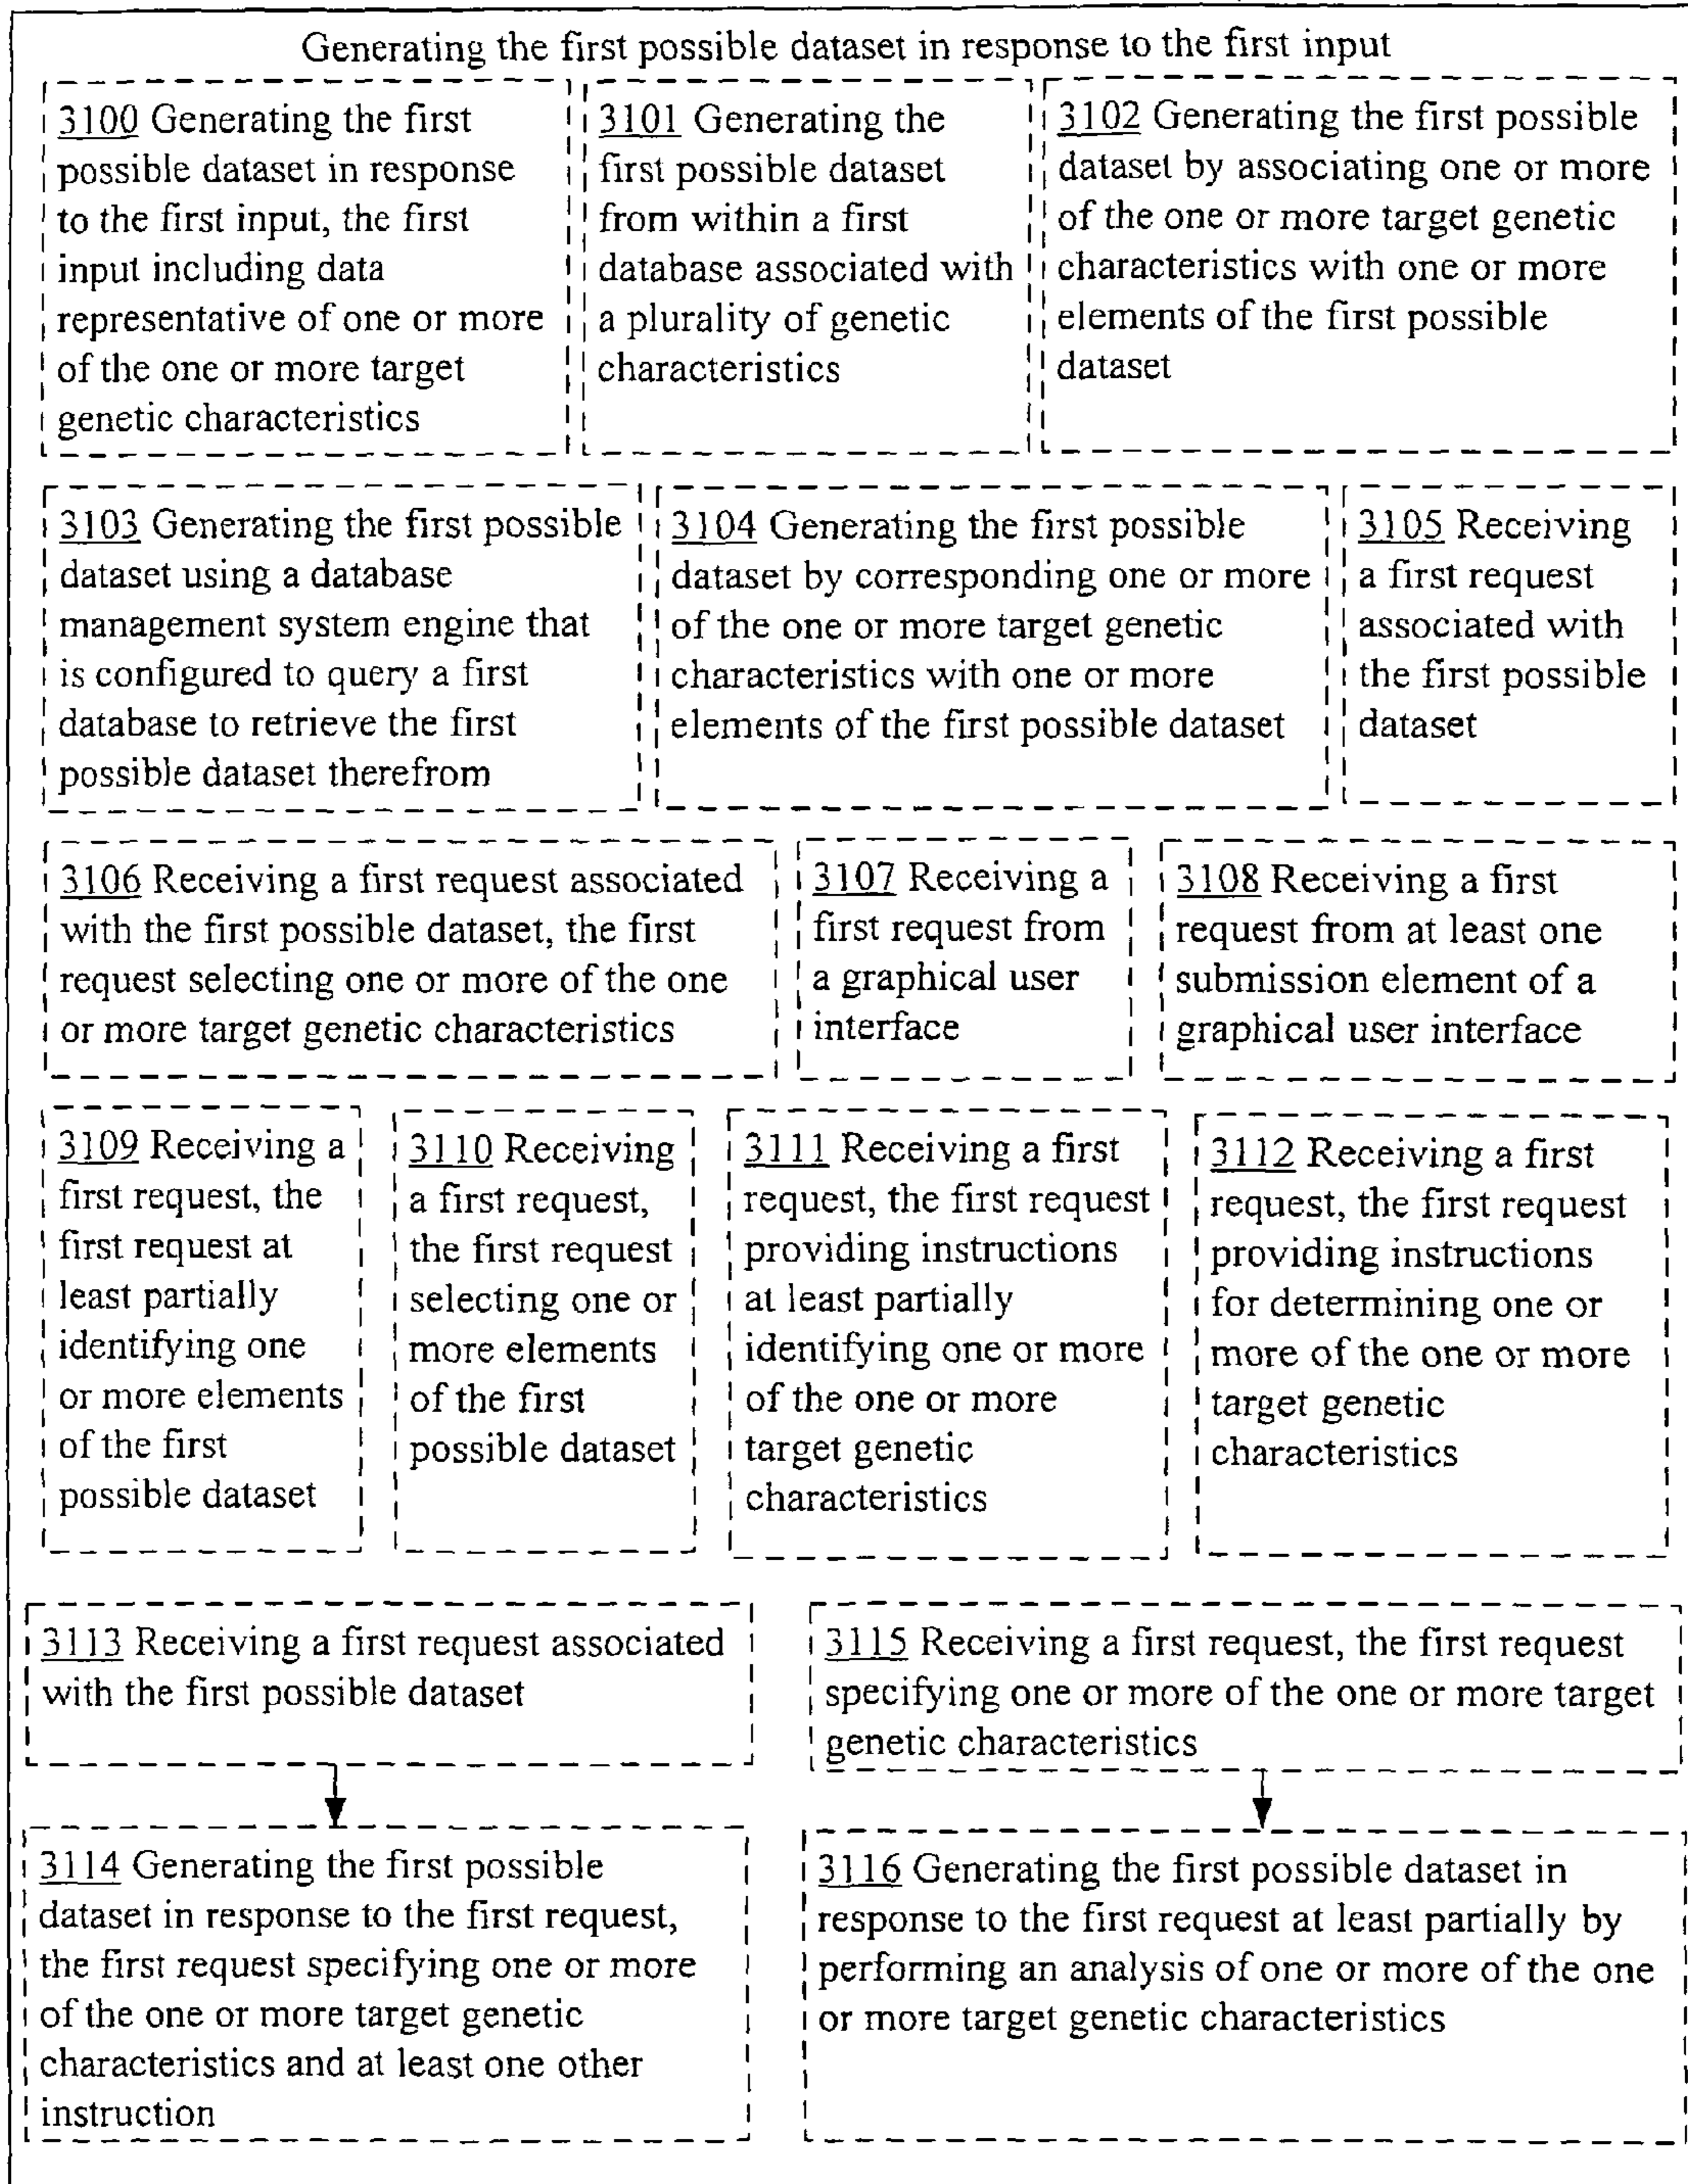 Generating the first possible dataset in response to the first input
3100 Generating the first
possible dataset in response
to the first input, the first
input including data
representative of one or more
of the one or more target
genetic characteristics
3101 Generating the
first possible dataset
from within a first
database associated with
a plurality of genetic
characteristics
3102 Generating the first possible
dataset by associating one or more
of the one or more target genetic
characteristics with one or more
elements of the first possible
dataset
3103 Generating the first possible
dataset using a database
management system engine that
is configured to query a first
database to retrieve the first
possible dataset therefrom
3104 Generating the first possible
dataset by corresponding one or more
of the one or more target genetic
characteristics with one or more
elements of the first possible dataset
3105 Receiving
a first request
associated with
the first possible
dataset
3106 Receiving a first request associated
with the first possible dataset, the first
request selecting one or more of the one
or more target genetic characteristics
3107 Receiving a
first request from
a graphical user
interface
3108 Receiving a first
request from at least one
submission element of a
graphical user interface
3109 Receiving a
first request, the
first request at
least partially
identifying one
or more elements
of the first
possible dataset
3110 Receiving
a first request,
the first request
selecting one or
more elements
of the first
possible dataset
3111 Receiving a first
request, the first request
providing instructions
at least partially
identifying one or more
of the one or more
target genetic
characteristics
3112 Receiving a first
request, the first request
providing instructions
for determining one or
more of the one or more
target genetic
characteristics
3113 Receiving a first request associated
with the first possible dataset
3115 Receiving a first request, the first request
specifying one or more of the one or more target
genetic characteristics
3114 Generating the first possible
dataset in response to the first request,
the first request specifying one or more
of the one or more target genetic
characteristics and at least one other
instruction
3116 Generating the first possible dataset in
response to the first request at least partially by
performing an analysis of one or more of the one
or more target genetic characteristics